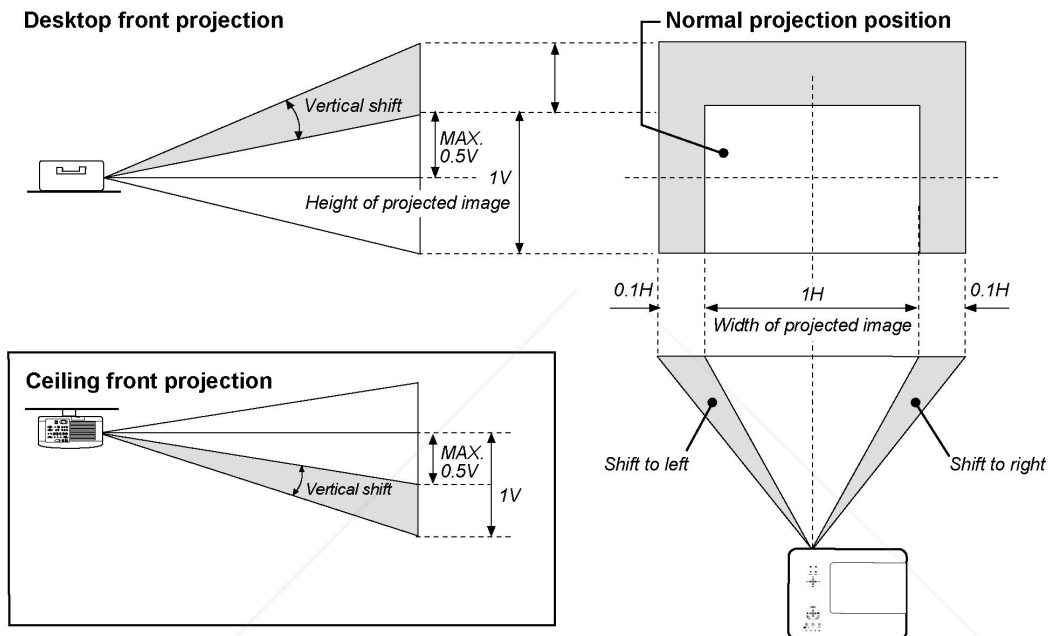 Desktop front projection
Normal projection position
Vertical shift
MAX.
0.5V
1V
Height of projected image
0.1H
1H
0.1H
Width of projected image
Ceiling front projection
MAX.
0.5V
Vertical shift
1V
Shift to left
Shift to right